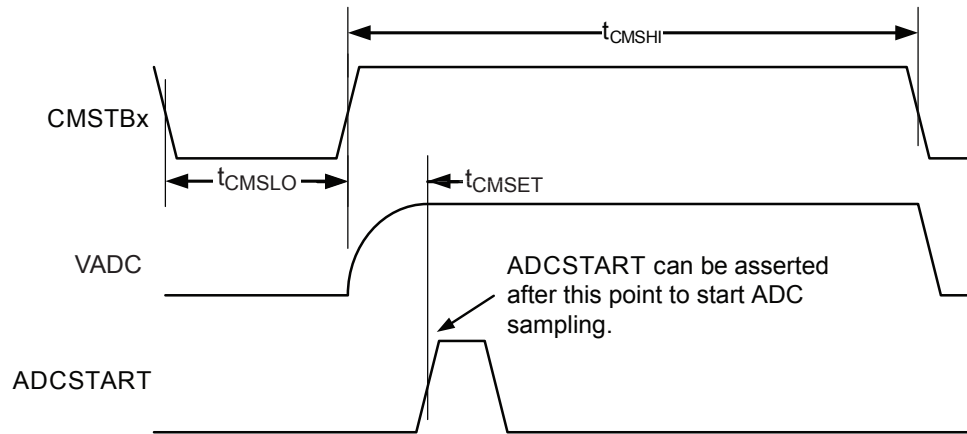 tCMSHI
CMSTBx
tCMSLO
tCMSET
VADC
ADCSTART can be asserted
after this point to start ADC
sampling.
ADCSTART